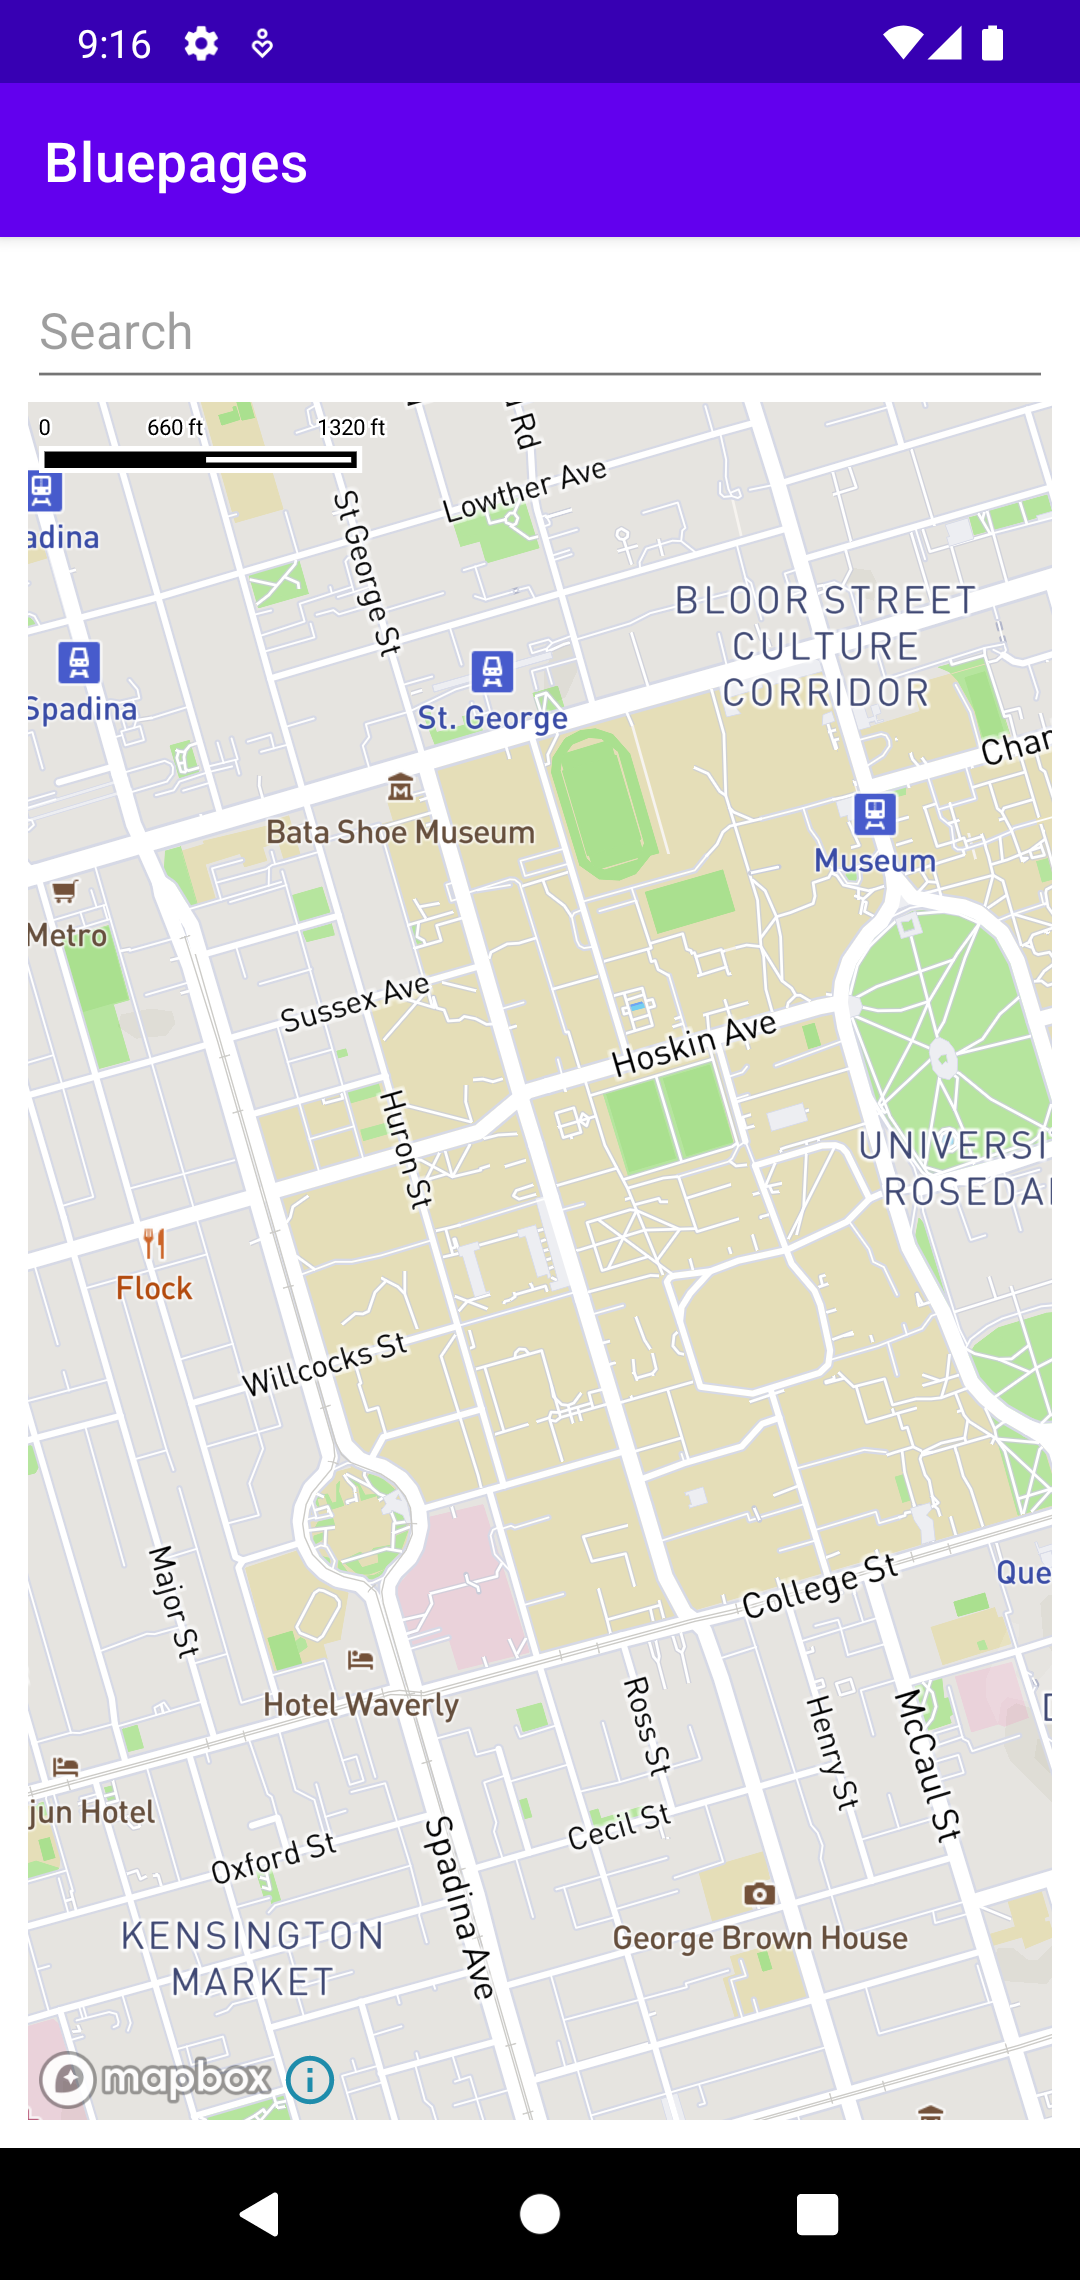 9:16
Bluepages
Search
0 660 ft 1320 ft
Rd
Lowther Ave
St George St
adina
BLOOR STREET
CULTURE
CORRIDOR
Spadina
St. George
Char
Bata Shoe Museum
Museum
Metro
Sussex Ave
Hoskin Ave
Huron St
UNIVERSI
ROSEDA
Flock
Willcocks St
Major St
College St
Que
Hotel Waverly
Ross St
Henry St
McCaul St
jun Hotel
Cecil St
Oxford St
Spadina Ave
KENSINGTON
MARKET
George Brown House
mapbox